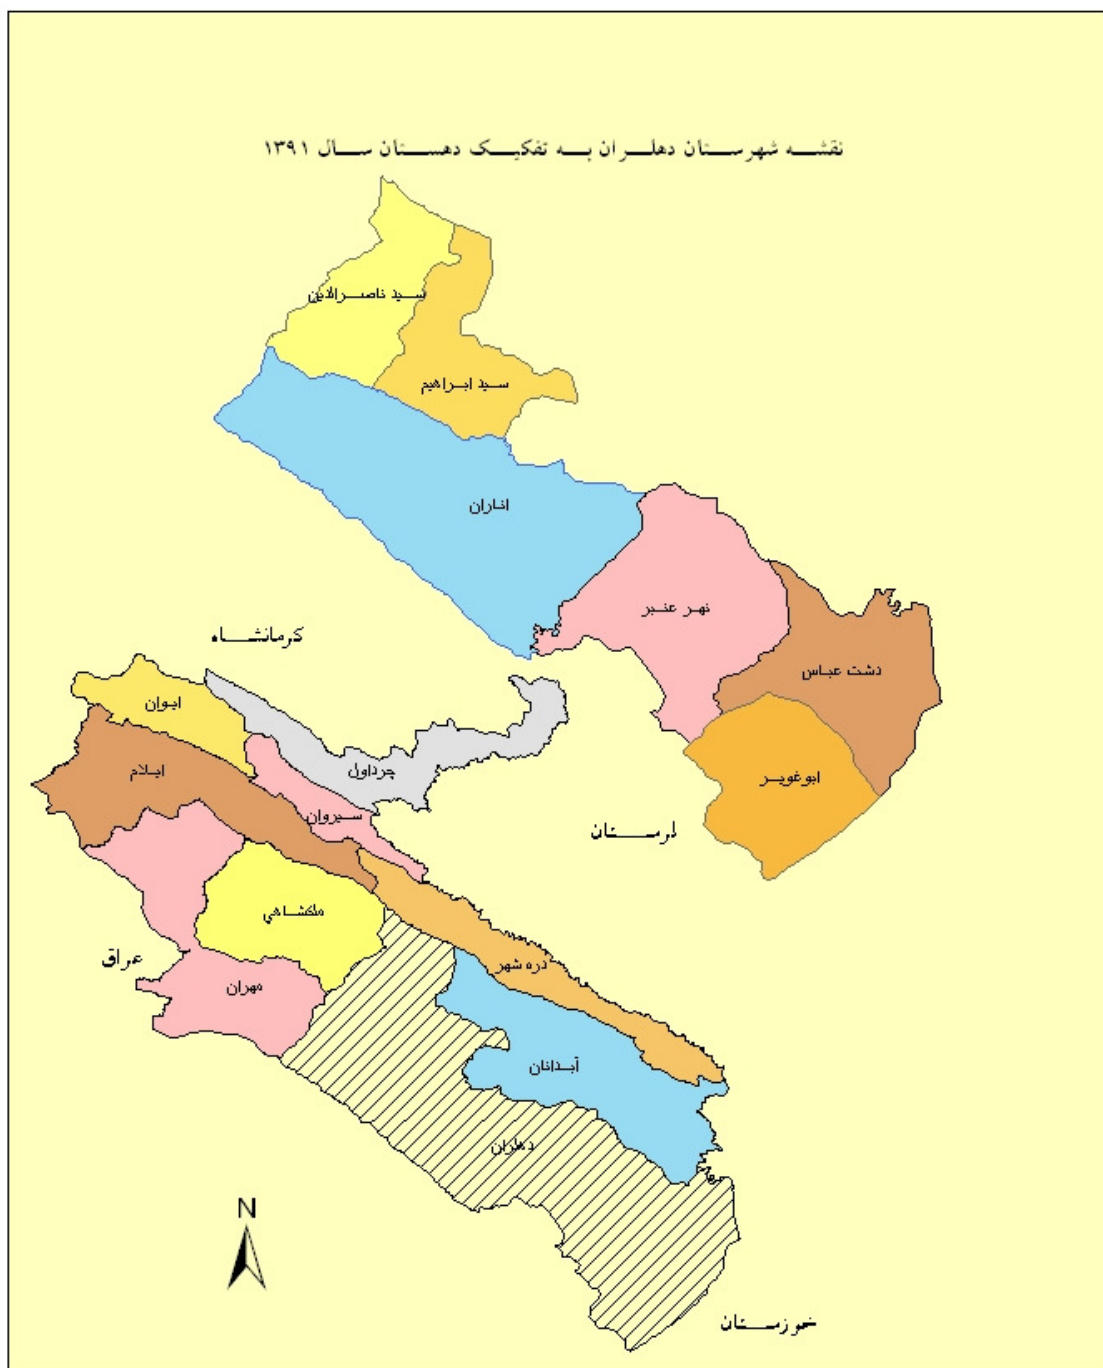 نقشه شهرستان دهلران به تفکیک دهستان سال ۱۳۹۱
سید ناصرالدین
سید ابراهیم
اناران
نهر عنبر
دشت عباس
ابوغویر
کرمانشاه
ایوان
چرداول
ایلام
سیروان
لرستان
ملکشاهي
عراق
مهران
دره شهر
آبدانان
دهلران
N
خوزستان